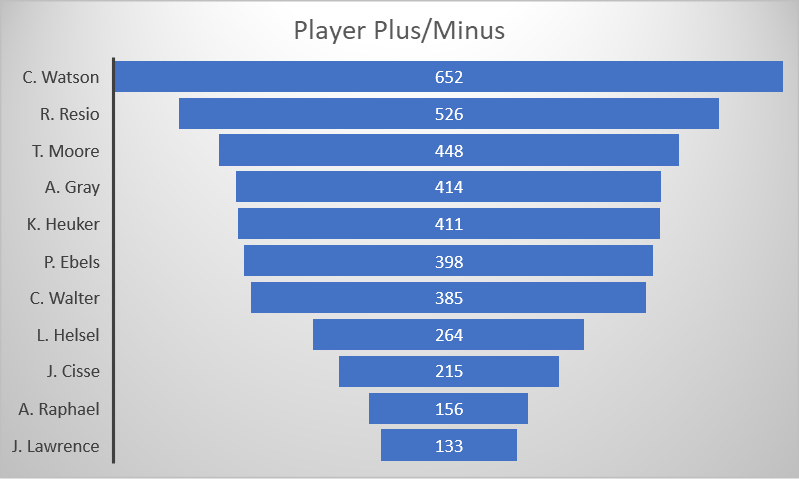 Player Plus/Minus
C. Watson 652
R. Resio 526
T. Moore 448
A. Gray 414
K. Heuker 411
P. Ebels 398
C. Walter 385
L. Helsel 264
J. Cisse 215
A. Raphael 156
J. Lawrence 133